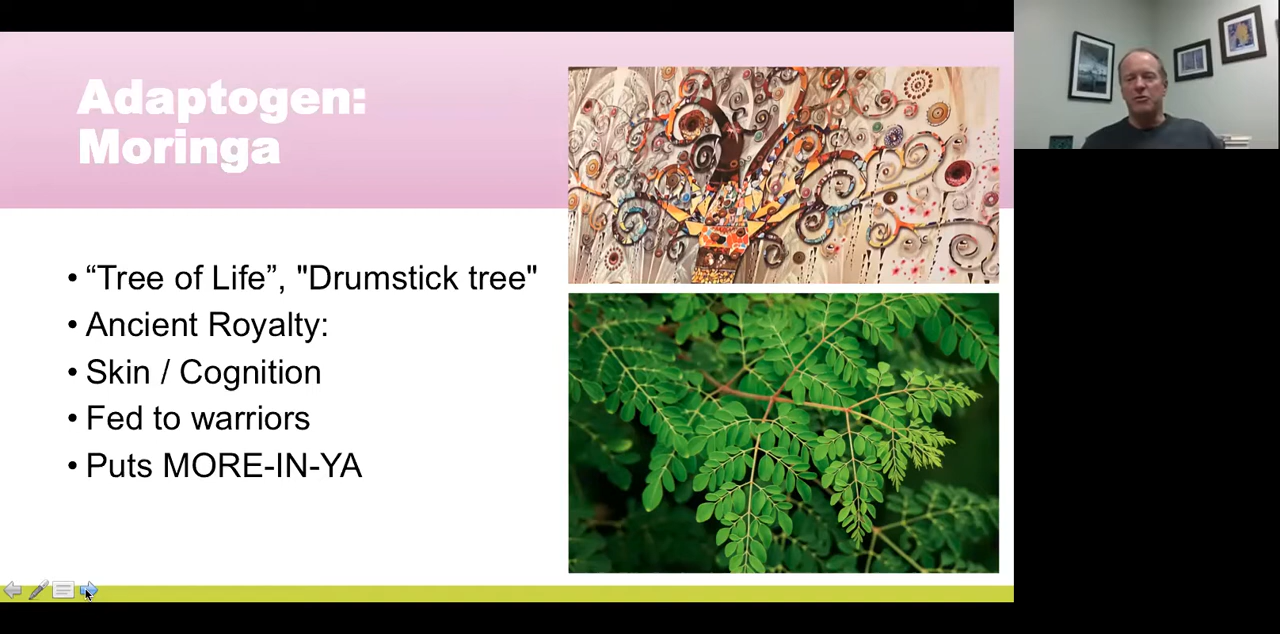 Adaptogen:
Moringa
• “Tree of Life”, "Drumstick tree"
• Ancient Royalty:
• Skin / Cognition
• Fed to warriors
• Puts MORE-IN-YA